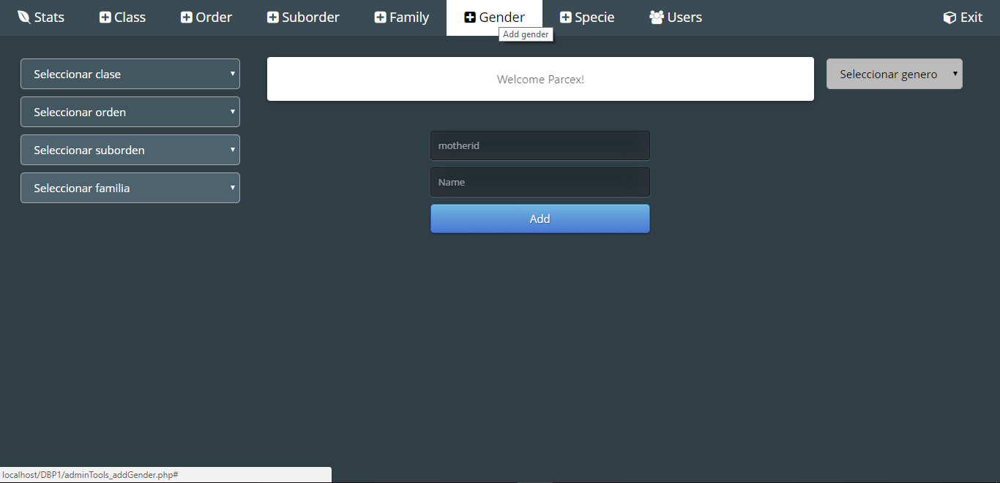 Stats
Class
Order
Suborder
Family
Gender
Specie
Users
Exit
Add gender
Seleccionar clase
Welcome Parcex!
Seleccionar genero
Seleccionar orden
Seleccionar suborden
Seleccionar familia
motherid
Name
Add
localhost/DBP1/adminTools_addGender.php#